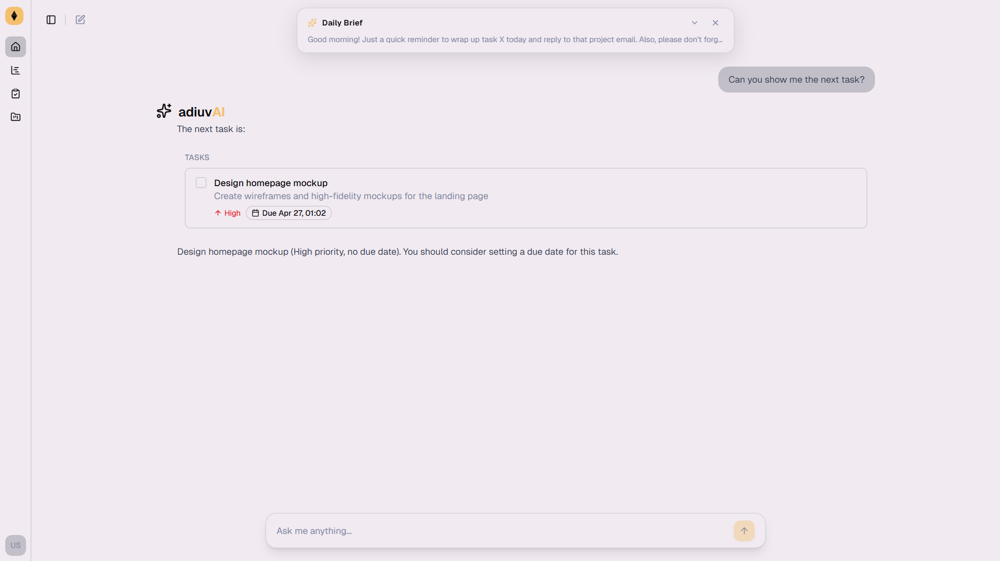 Daily Brief
Good morning! Just a quick reminder to wrap up task X today and reply to that project email. Also, please don't forg...
Can you show me the next task?
adiuvAI
The next task is:
TASKS
Design homepage mockup
Create wireframes and high-fidelity mockups for the landing page
High
Due Apr 27, 01:02
Design homepage mockup (High priority, no due date). You should consider setting a due date for this task.
Ask me anything...
US